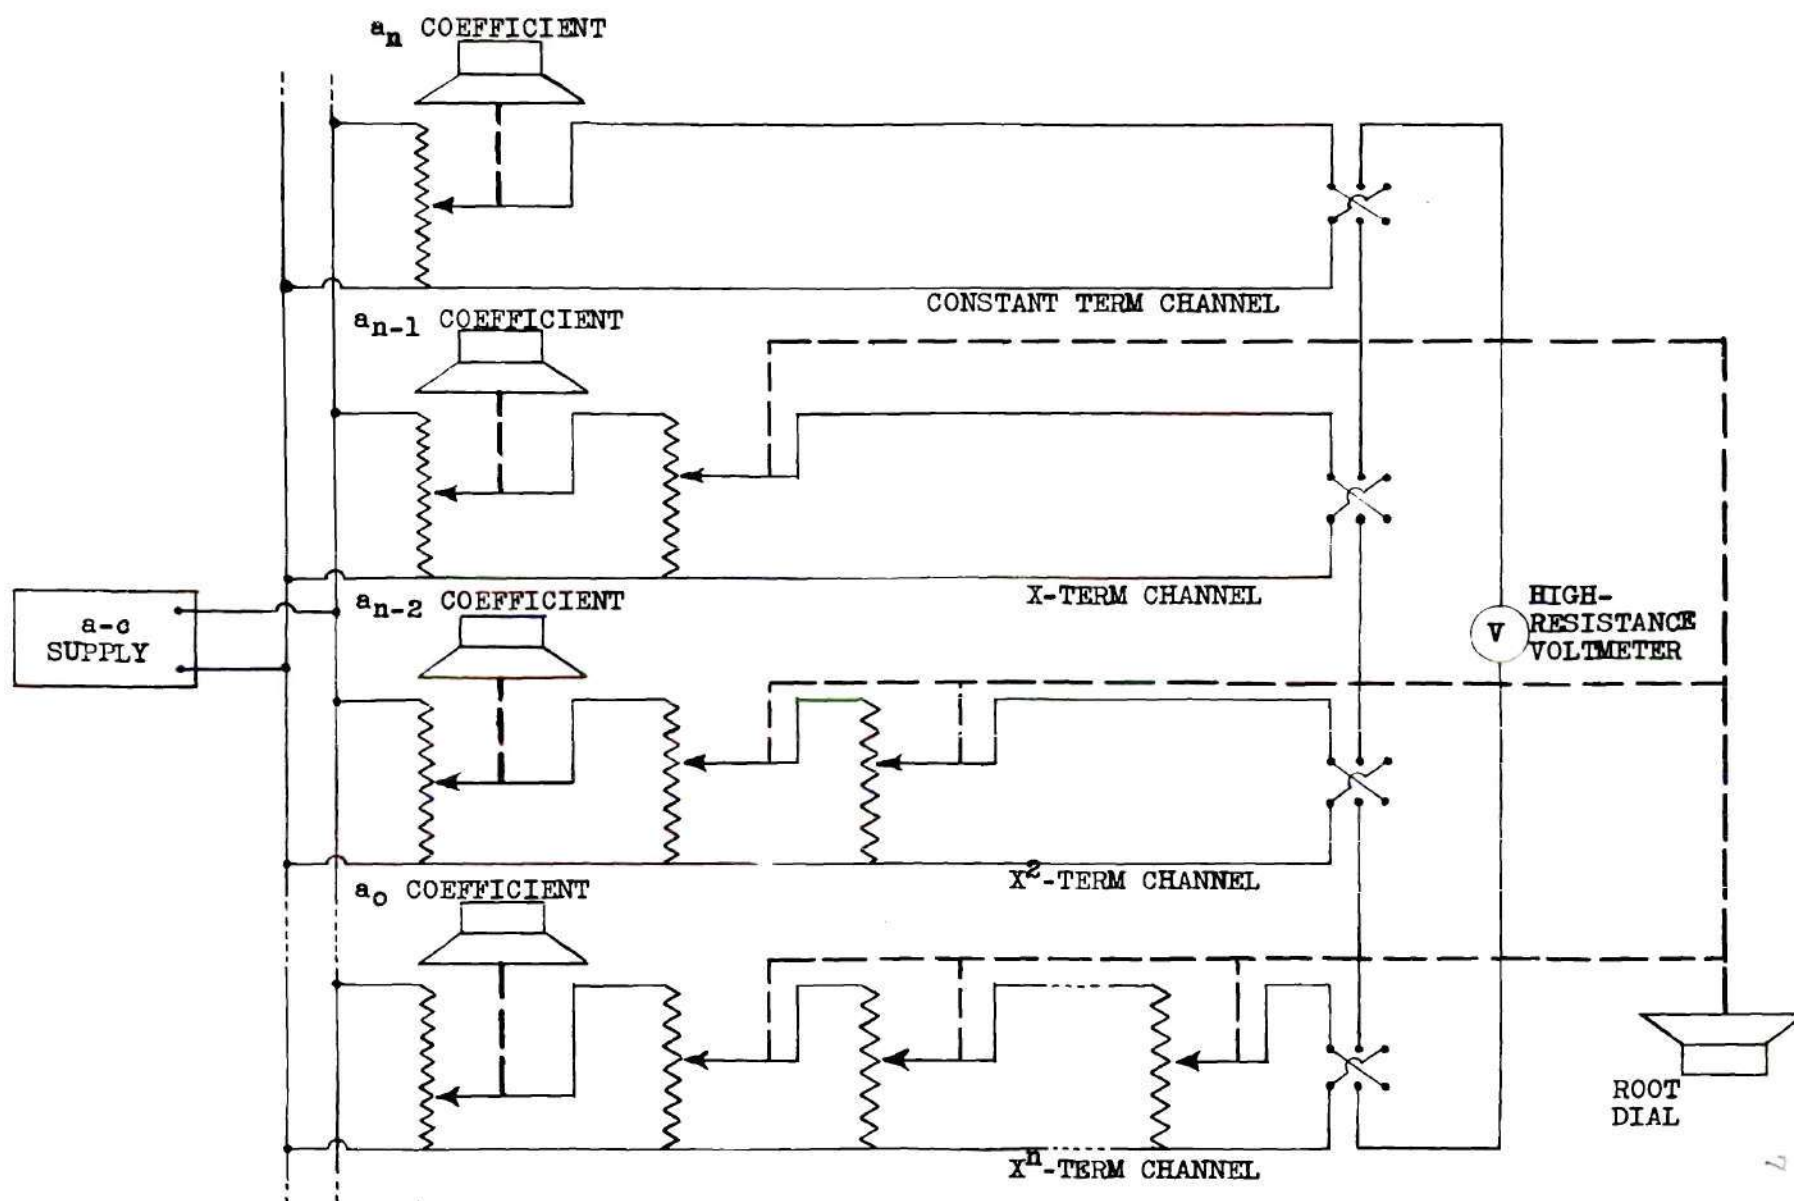 aₙ COEFFICIENT
CONSTANT TERM CHANNEL
aₙ₋₁ COEFFICIENT
X-TERM CHANNEL
a-c
SUPPLY
aₙ₋₂ COEFFICIENT
HIGH-
RESISTANCE
VOLTMETER
V
X²-TERM CHANNEL
a₀ COEFFICIENT
ROOT
DIAL
Xⁿ-TERM CHANNEL
7